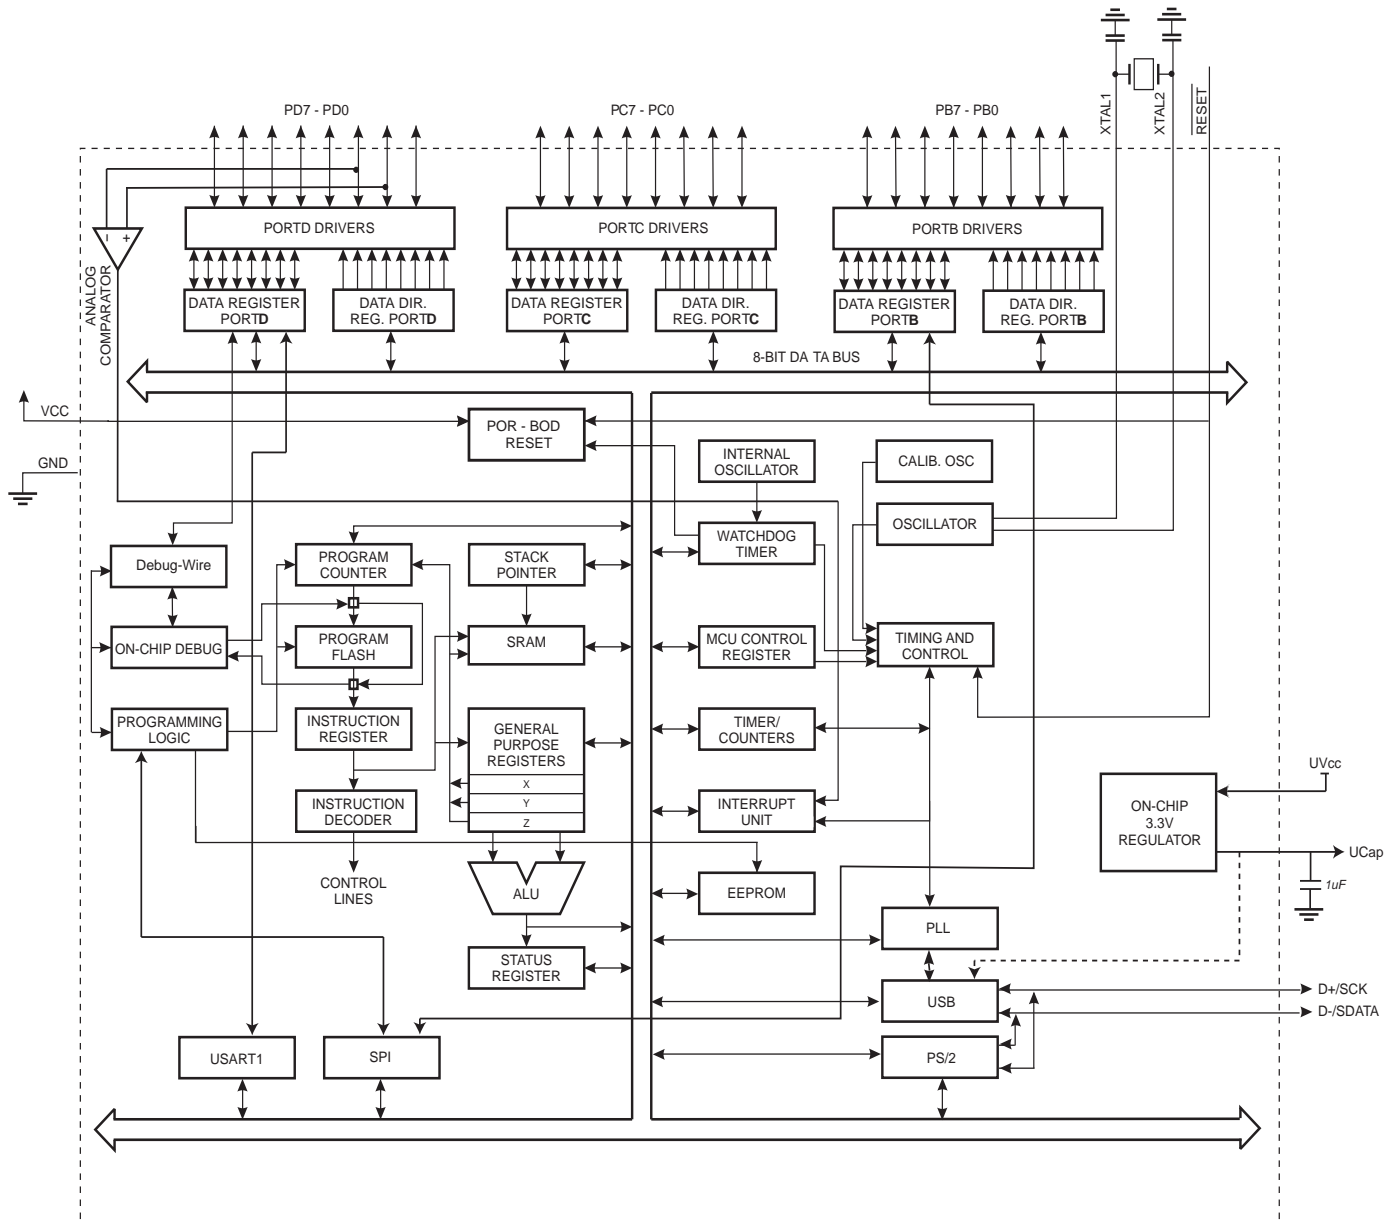 XTAL1
XTAL2
RESET
PD7 - PD0
PC7 - PC0
PB7 - PB0
PORTD DRIVERS
PORTC DRIVERS
PORTB DRIVERS
- +
ANALOG
COMPARATOR
DATA REGISTER
PORTD
DATA DIR.
REG. PORTD
DATA REGISTER
PORTC
DATA DIR.
REG. PORTC
DATA REGISTER
PORTB
DATA DIR.
REG. PORTB
8-BIT DA TA BUS
VCC
GND
POR - BOD
RESET
INTERNAL
OSCILLATOR
CALIB. OSC
WATCHDOG
TIMER
OSCILLATOR
Debug-Wire
PROGRAM
COUNTER
STACK
POINTER
ON-CHIP DEBUG
PROGRAM
FLASH
SRAM
MCU CONTROL
REGISTER
TIMING AND
CONTROL
PROGRAMMING
LOGIC
INSTRUCTION
REGISTER
GENERAL
PURPOSE
REGISTERS
X
Y
Z
TIMER/
COUNTERS
INSTRUCTION
DECODER
INTERRUPT
UNIT
UVcc
ON-CHIP
3.3V
REGULATOR
UCap
1uF
CONTROL
LINES
ALU
EEPROM
PLL
STATUS
REGISTER
USB
D+/SCK
D-/SDATA
USART1
SPI
PS/2